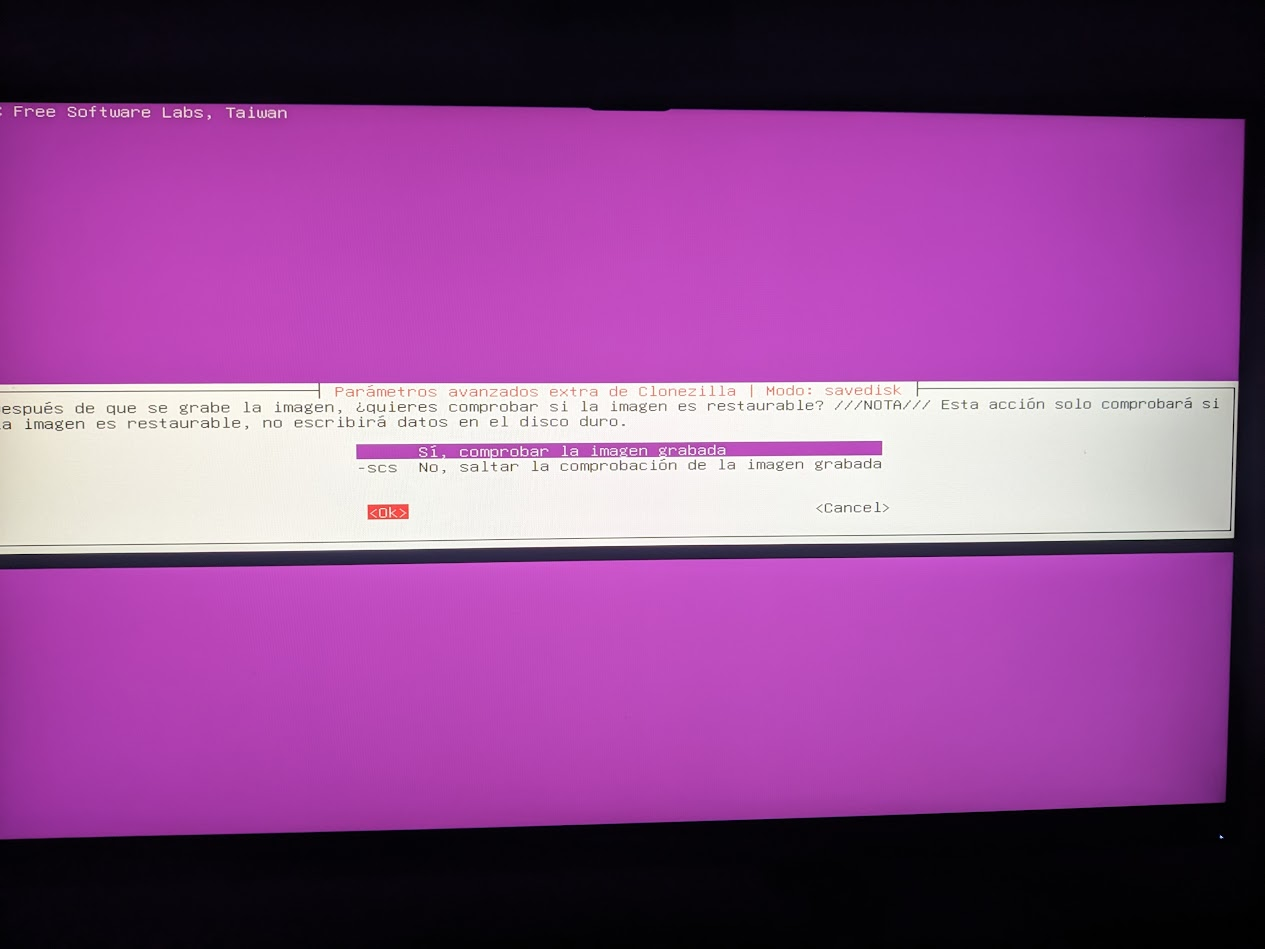 Free Software Labs, Taiwan
Parámetros avanzados extra de Clonezilla | Modo: savedisk
espués de que se grabe la imagen, ¿quieres comprobar si la imagen es restaurable? ///NOTA/// Esta acción solo comprobará si
a imagen es restaurable, no escribirá datos en el disco duro.
Sí, comprobar la imagen grabada
-scs No, saltar la comprobación de la imagen grabada
<Ok> <Cancel>